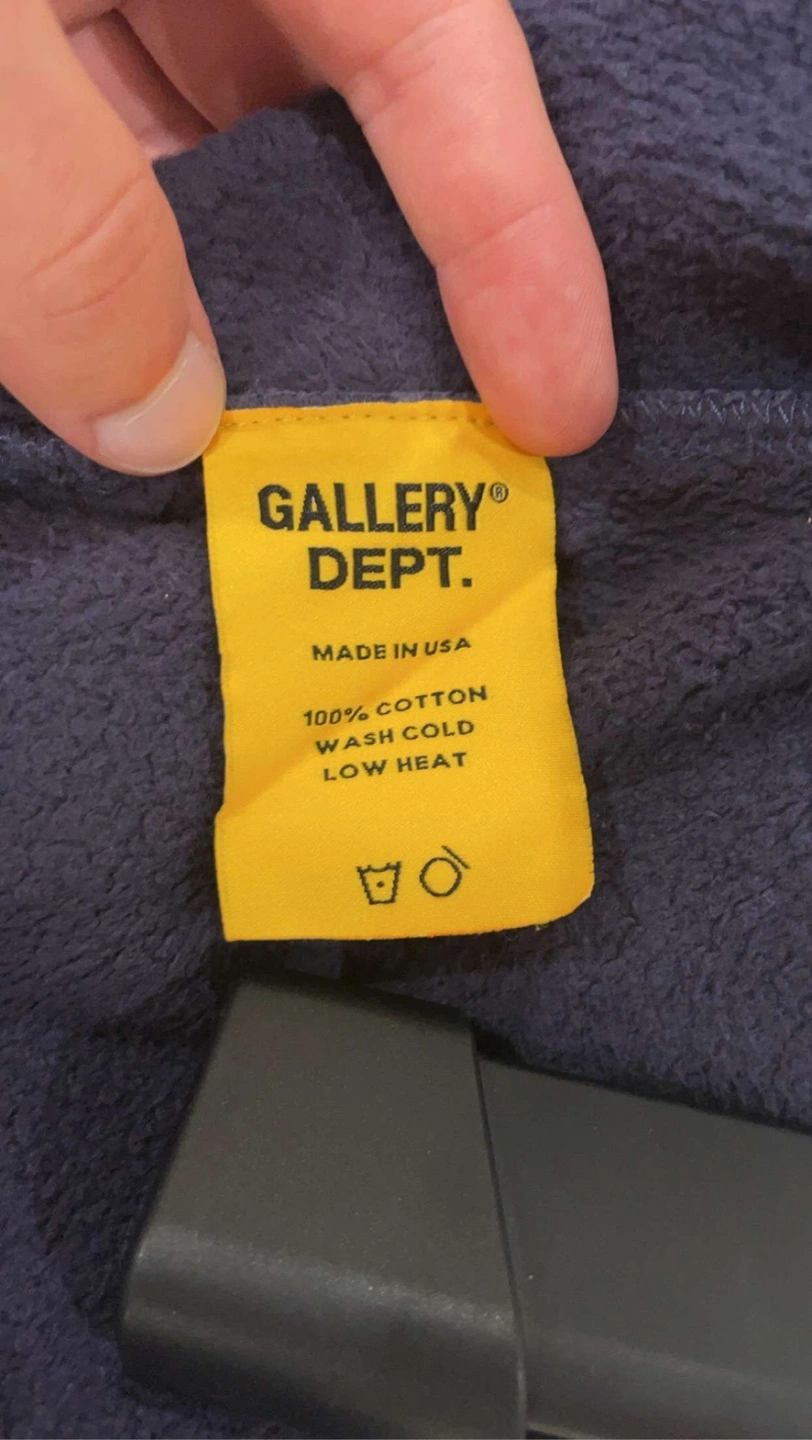 GALLERY®
DEPT.
MADE IN USA
100% COTTON
WASH COLD
LOW HEAT